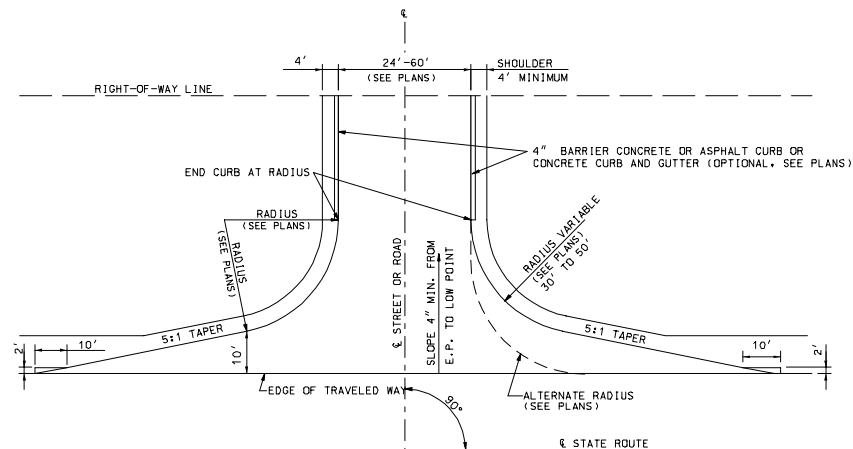 ℄
4' 24'-60' SHOULDER
(SEE PLANS) 4' MINIMUM
RIGHT-OF-WAY LINE
4" BARRIER CONCRETE OR ASPHALT CURB OR
CONCRETE CURB AND GUTTER (OPTIONAL, SEE PLANS)
END CURB AT RADIUS
RADIUS
(SEE PLANS)
RADIUS
(SEE PLANS)
RADIUS VARIABLE
(SEE PLANS)
30' TO 50'
℄ STREET OR ROAD
SLOPE 4" MIN. FROM
E.P. TO LOW POINT
5:1 TAPER
5:1 TAPER
2'
10'
10'
10'
2'
EDGE OF TRAVELED WAY
ALTERNATE RADIUS
(SEE PLANS)
90°
℄ STATE ROUTE